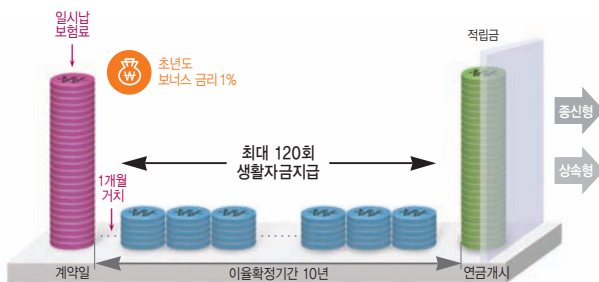 일시납
보험료
초년도
보너스 금리 1%
적립금
종신형
상속형
최대 120회
생활자금지급
1개월
거치
계약일
이율확정기간 10년
연금개시